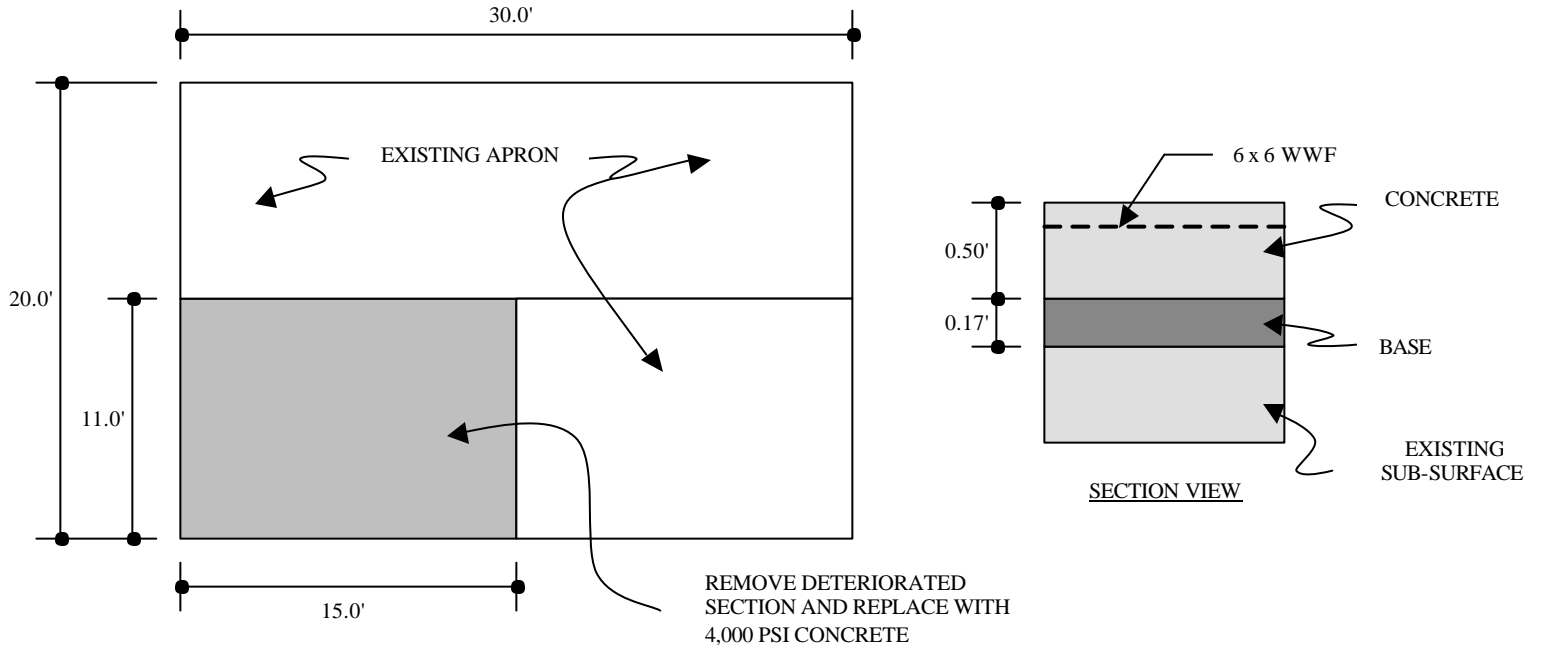 30.0'
EXISTING APRON
20.0'
11.0'
15.0'
REMOVE DETERIORATED
SECTION AND REPLACE WITH
4,000 PSI CONCRETE
6 x 6 WWF
CONCRETE
0.50'
0.17'
BASE
EXISTING
SUB-SURFACE
SECTION VIEW